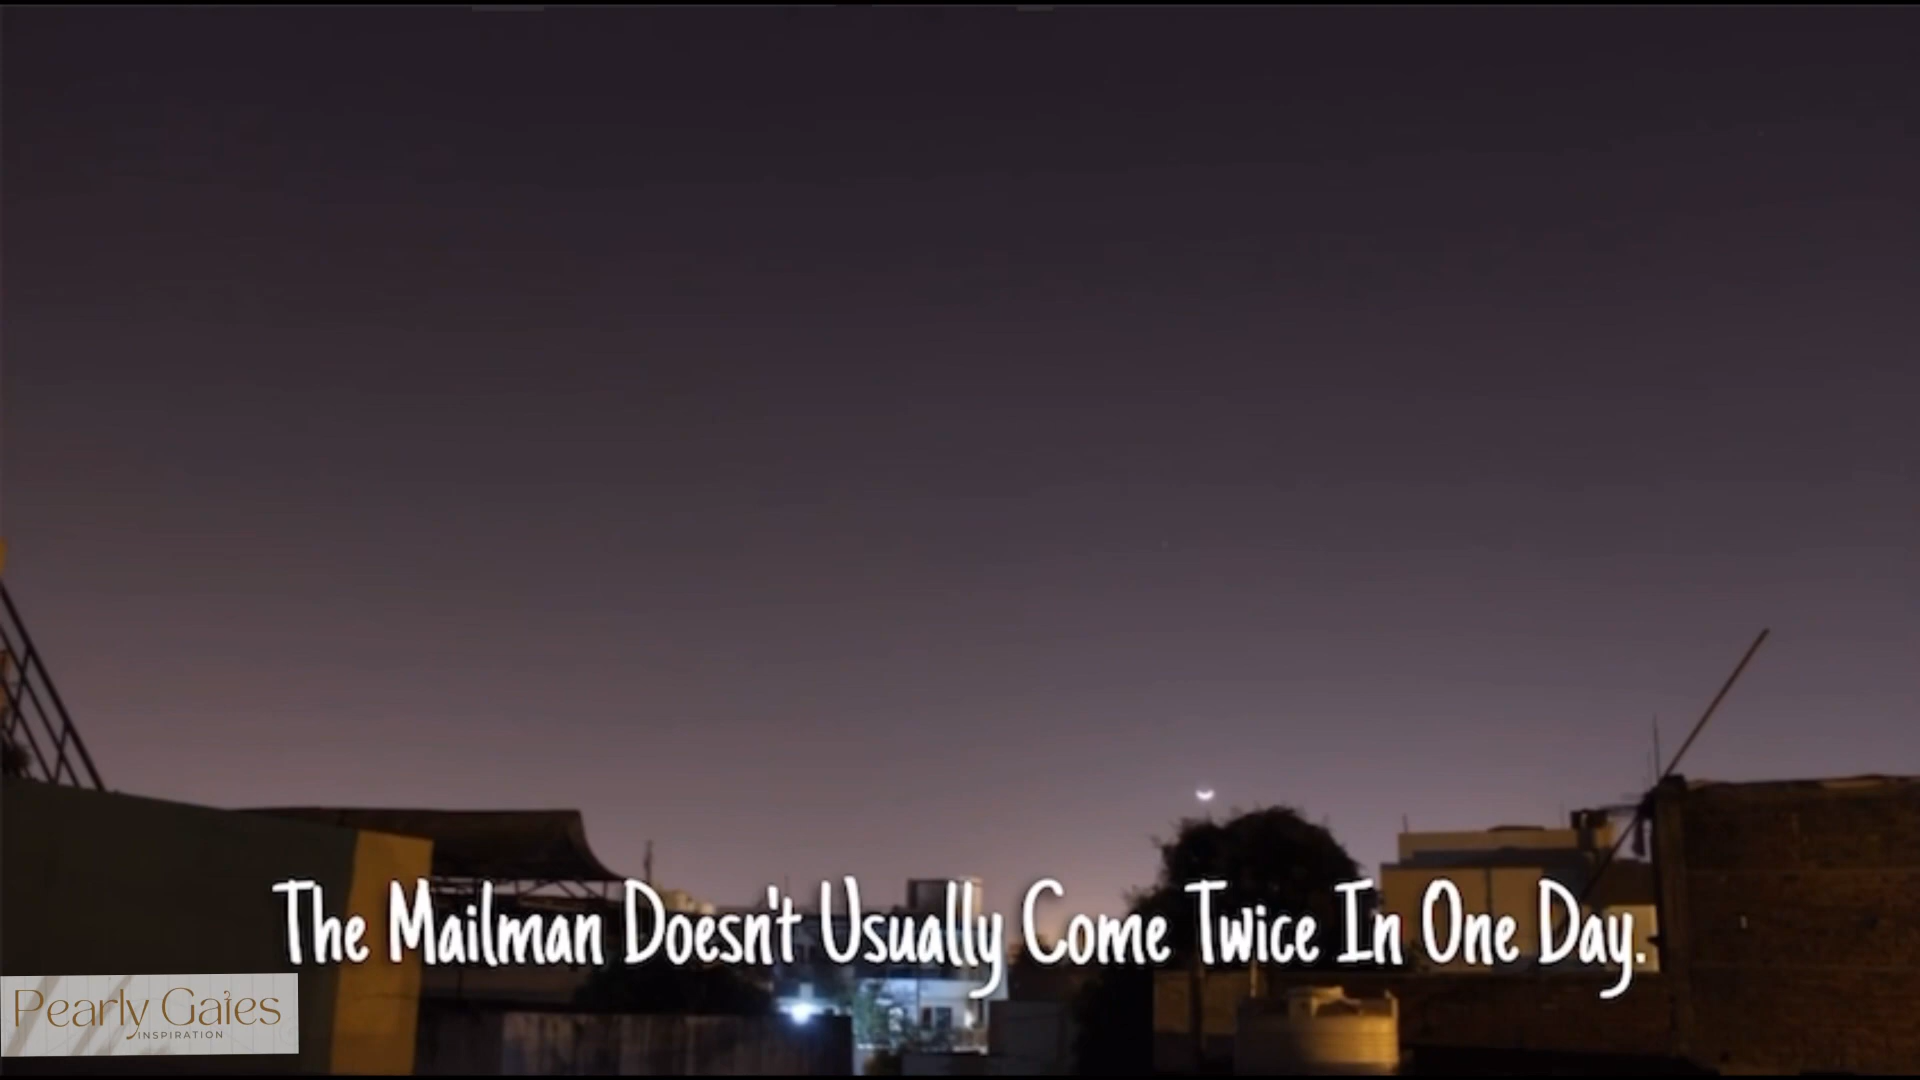 The Mailman Doesn't Usually Come Twice In One Day.
Pearly Gates
INSPIRATION